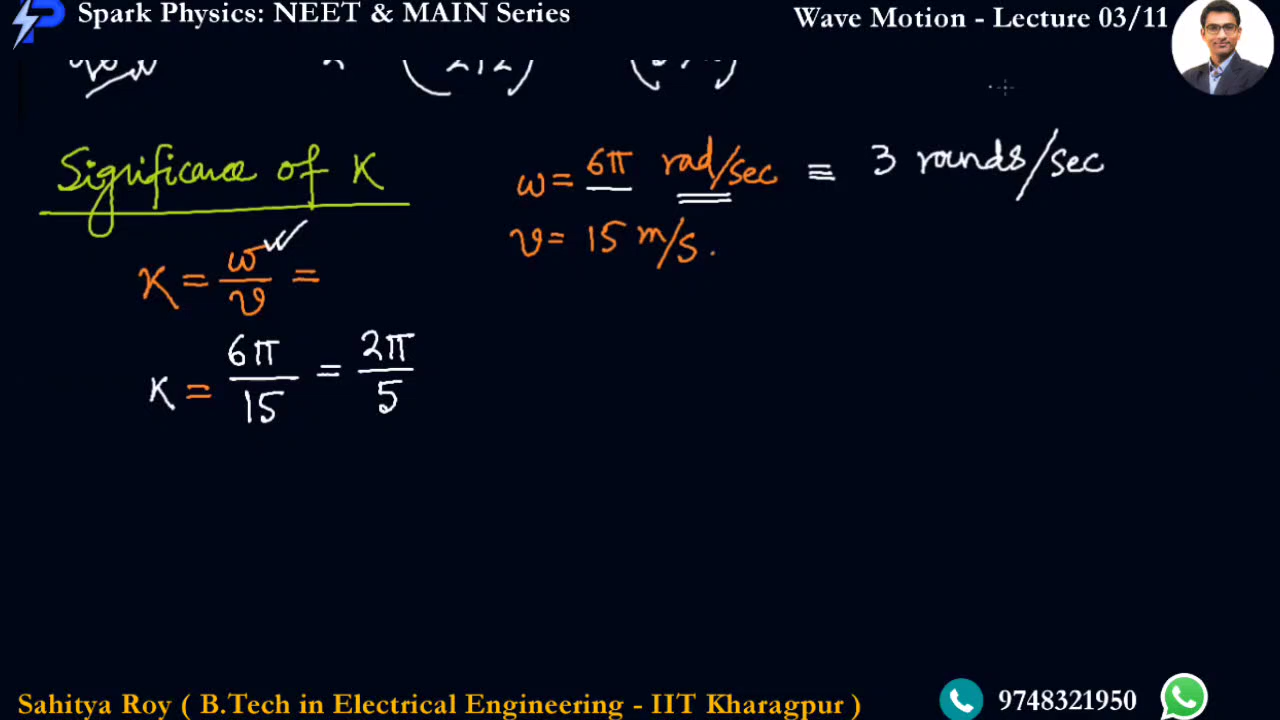 Spark Physics: NEET & MAIN Series
Wave Motion - Lecture 03/11
Significance of K
ω = 6π rad/sec ≡ 3 rounds/sec
v = 15 m/s.
K = ω/v =
K = 6π/15 = 2π/5
Sahitya Roy ( B.Tech in Electrical Engineering - IIT Kharagpur )
9748321950